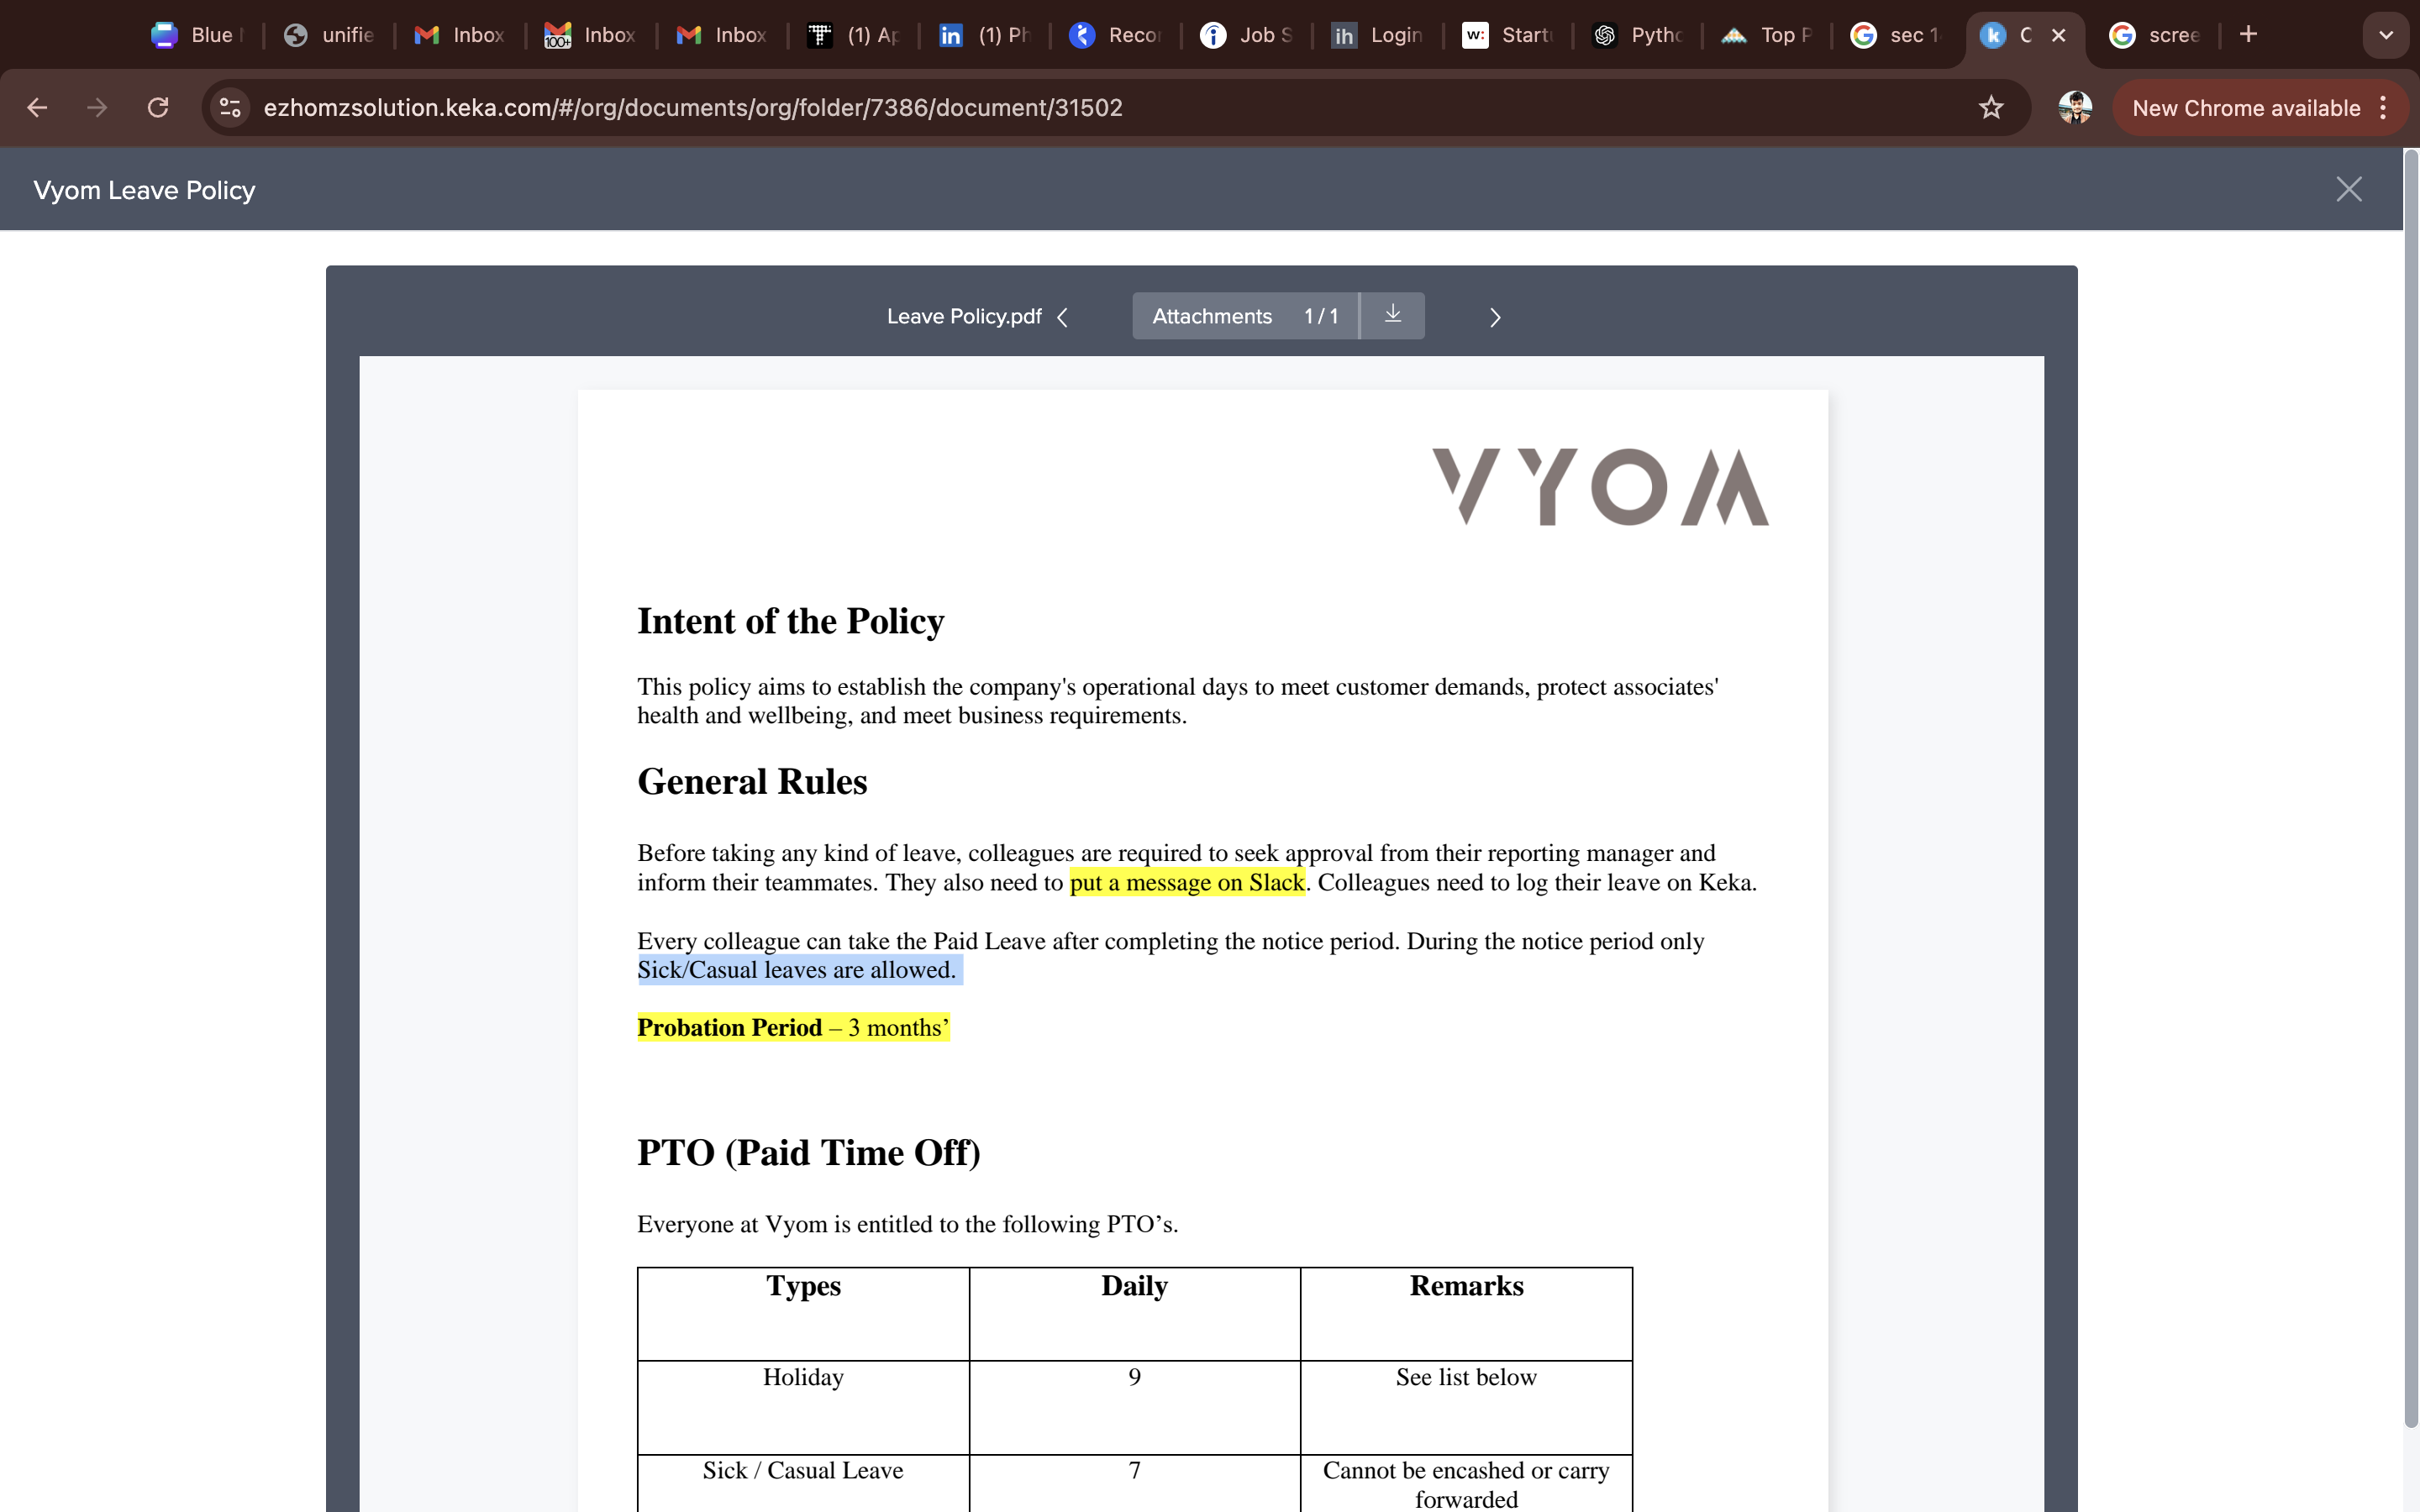 Blue
unifie
Inbox
Inbox
Inbox
(1) Ap
(1) Ph
Recor
Job S
Login
Start
Pytho
Top P
sec 1
C
scree
ezhomzsolution.keka.com/#/org/documents/org/folder/7386/document/31502
New Chrome available
Vyom Leave Policy
Leave Policy.pdf
Attachments 1 / 1
VYOM
Intent of the Policy
This policy aims to establish the company's operational days to meet customer demands, protect associates'
health and wellbeing, and meet business requirements.
General Rules
Before taking any kind of leave, colleagues are required to seek approval from their reporting manager and
inform their teammates. They also need to put a message on Slack. Colleagues need to log their leave on Keka.
Every colleague can take the Paid Leave after completing the notice period. During the notice period only
Sick/Casual leaves are allowed.
Probation Period – 3 months’
PTO (Paid Time Off)
Everyone at Vyom is entitled to the following PTO’s.
Types Daily Remarks
Holiday 9 See list below
Sick / Casual Leave 7 Cannot be encashed or carry
forwarded